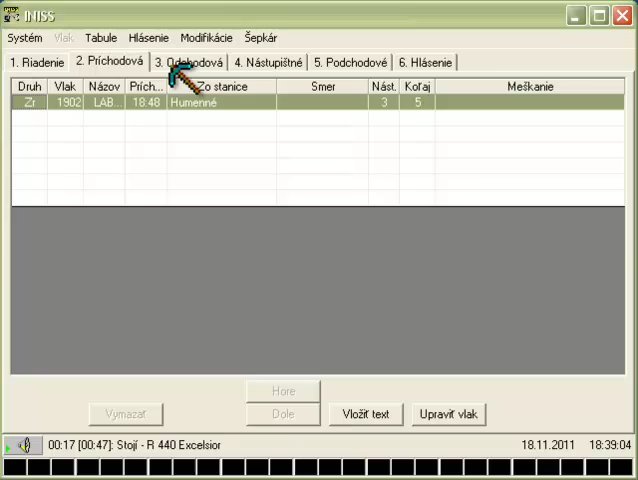 INISS
Systém Vlak Tabule Hlásenie Modifikácie Šepkár
1. Riadenie 2. Príchodová 3. Odchodová 4. Nástupištné 5. Podchodové 6. Hlásenie
Druh Vlak Názov Prích... Zo stanice Smer Nást. Koľaj Meškanie
Zr 1902 LAB... 18:48 Humenné 3 5
Hore
Vymazať Dole Vložiť text Upraviť vlak
00:17 [00:47]: Stojí - R 440 Excelsior 18.11.2011 18:39:04